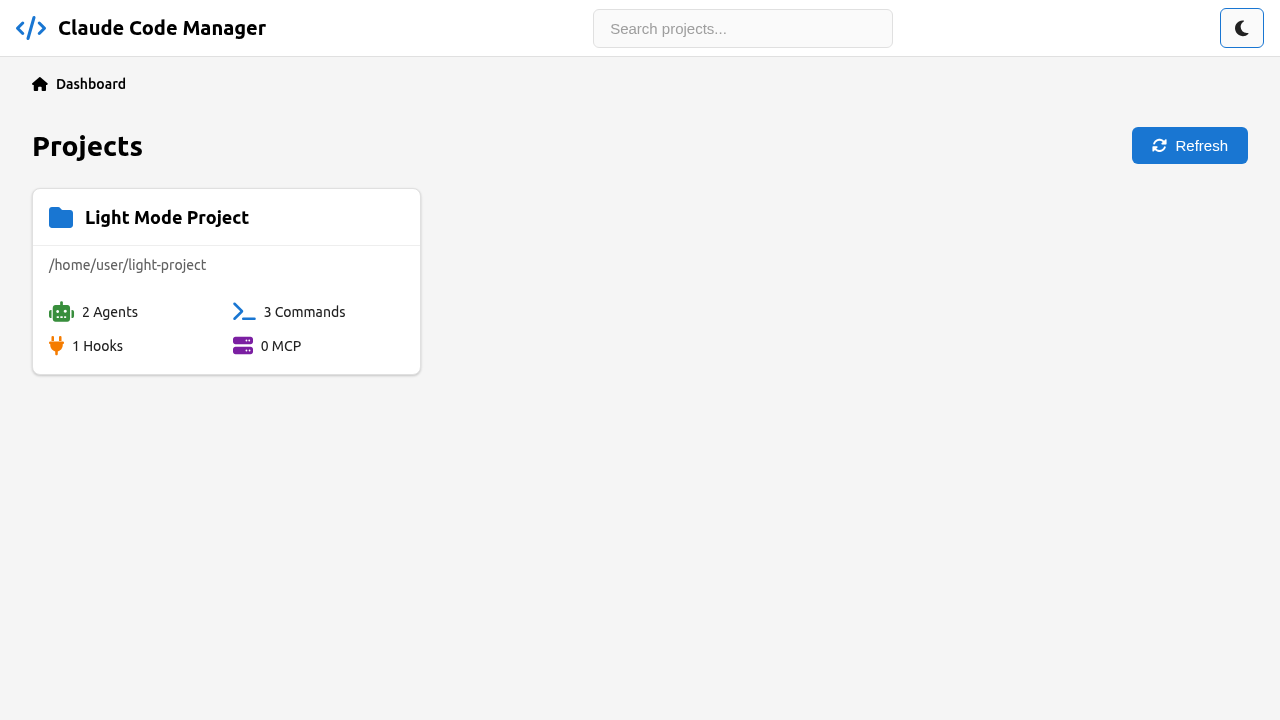 Claude Code Manager
Search projects...
Dashboard
Projects
Refresh
Light Mode Project
/home/user/light-project
2 Agents
3 Commands
1 Hooks
0 MCP